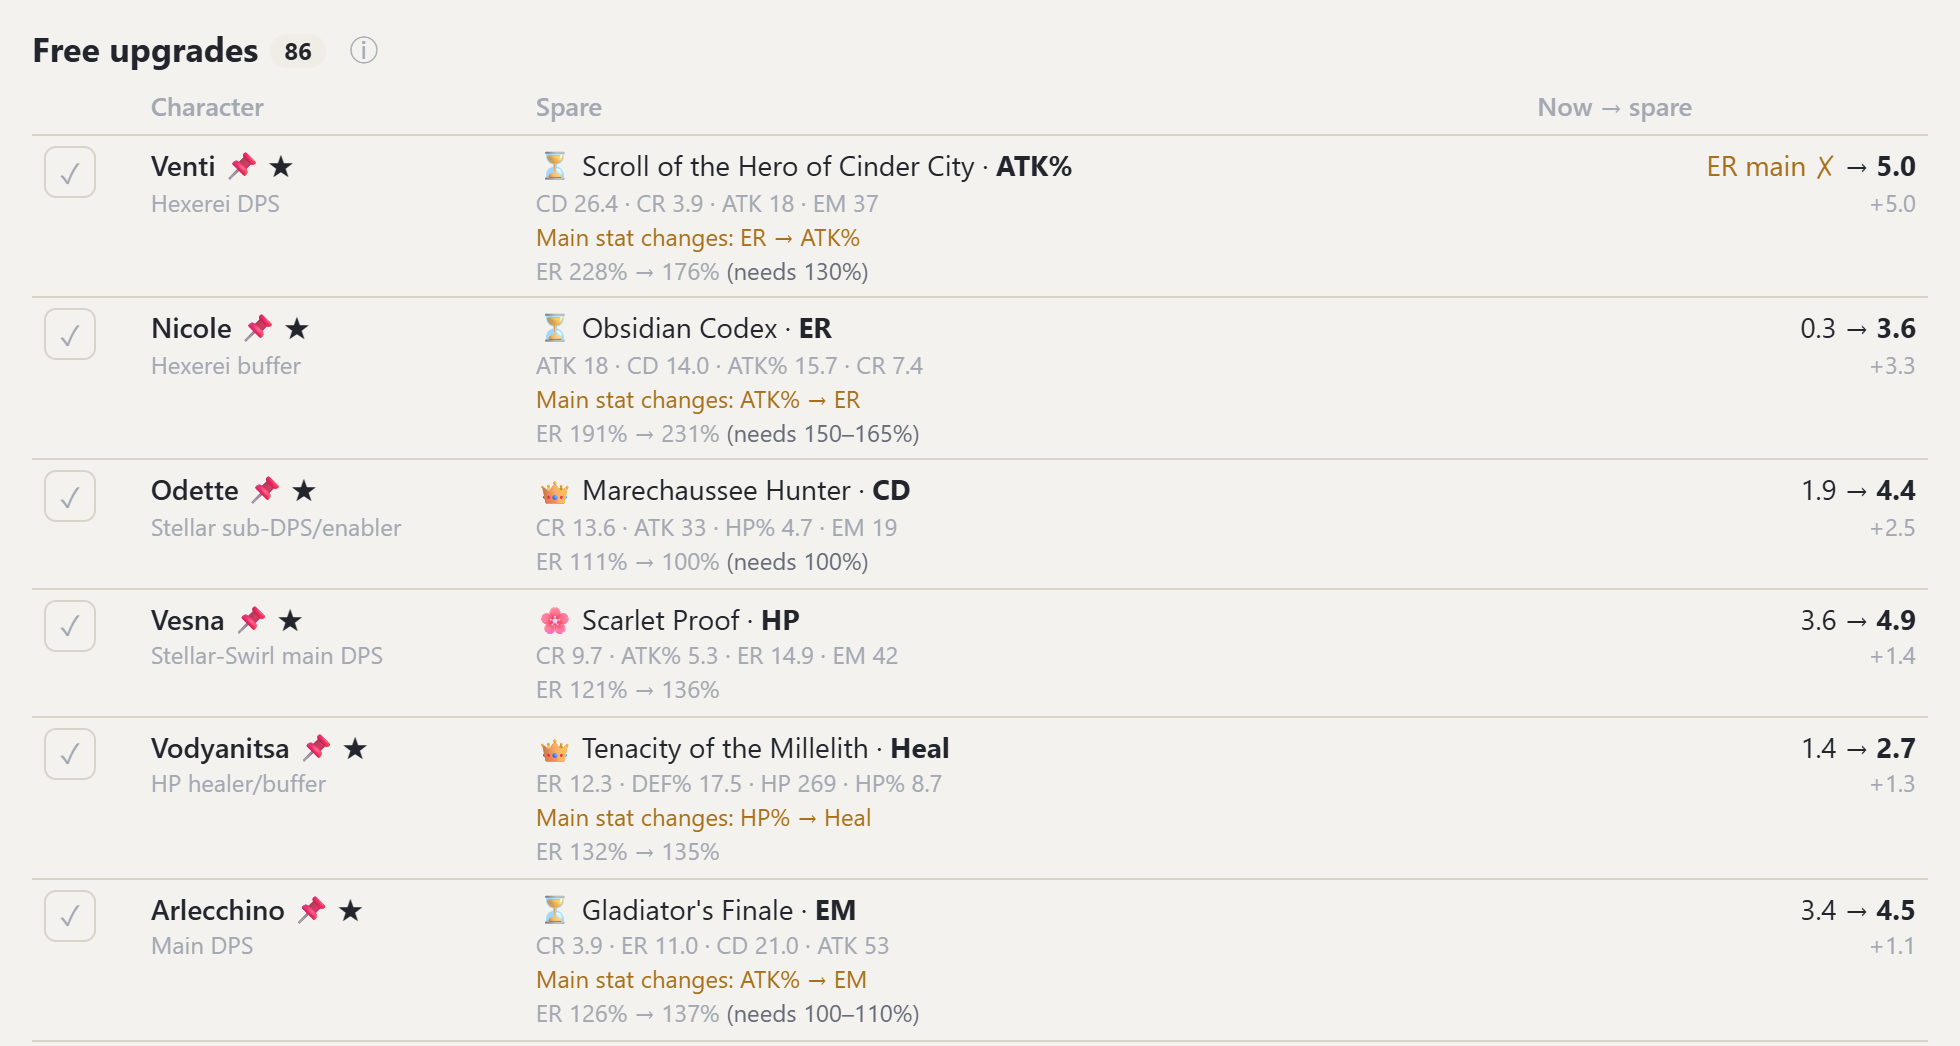 Free upgrades 86 ⓘ
Character Spare Now → spare
✓ Venti 📌 ★ ⏳ Scroll of the Hero of Cinder City · ATK% ER main ✗ → 5.0
Hexerei DPS CD 26.4 · CR 3.9 · ATK 18 · EM 37 +5.0
Main stat changes: ER → ATK%
ER 228% → 176% (needs 130%)
✓ Nicole 📌 ★ ⏳ Obsidian Codex · ER 0.3 → 3.6
Hexerei buffer ATK 18 · CD 14.0 · ATK% 15.7 · CR 7.4 +3.3
Main stat changes: ATK% → ER
ER 191% → 231% (needs 150–165%)
✓ Odette 📌 ★ 👑 Marechaussee Hunter · CD 1.9 → 4.4
Stellar sub-DPS/enabler CR 13.6 · ATK 33 · HP% 4.7 · EM 19 +2.5
ER 111% → 100% (needs 100%)
✓ Vesna 📌 ★ 🌸 Scarlet Proof · HP 3.6 → 4.9
Stellar-Swirl main DPS CR 9.7 · ATK% 5.3 · ER 14.9 · EM 42 +1.4
ER 121% → 136%
✓ Vodyanitsa 📌 ★ 👑 Tenacity of the Millelith · Heal 1.4 → 2.7
HP healer/buffer ER 12.3 · DEF% 17.5 · HP 269 · HP% 8.7 +1.3
Main stat changes: HP% → Heal
ER 132% → 135%
✓ Arlecchino 📌 ★ ⏳ Gladiator's Finale · EM 3.4 → 4.5
Main DPS CR 3.9 · ER 11.0 · CD 21.0 · ATK 53 +1.1
Main stat changes: ATK% → EM
ER 126% → 137% (needs 100–110%)